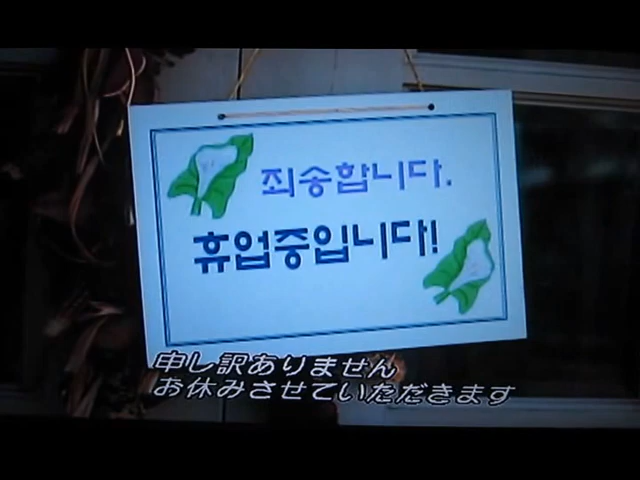 죄송합니다.
휴업중입니다!
申し訳ありません
お休みさせていただきます